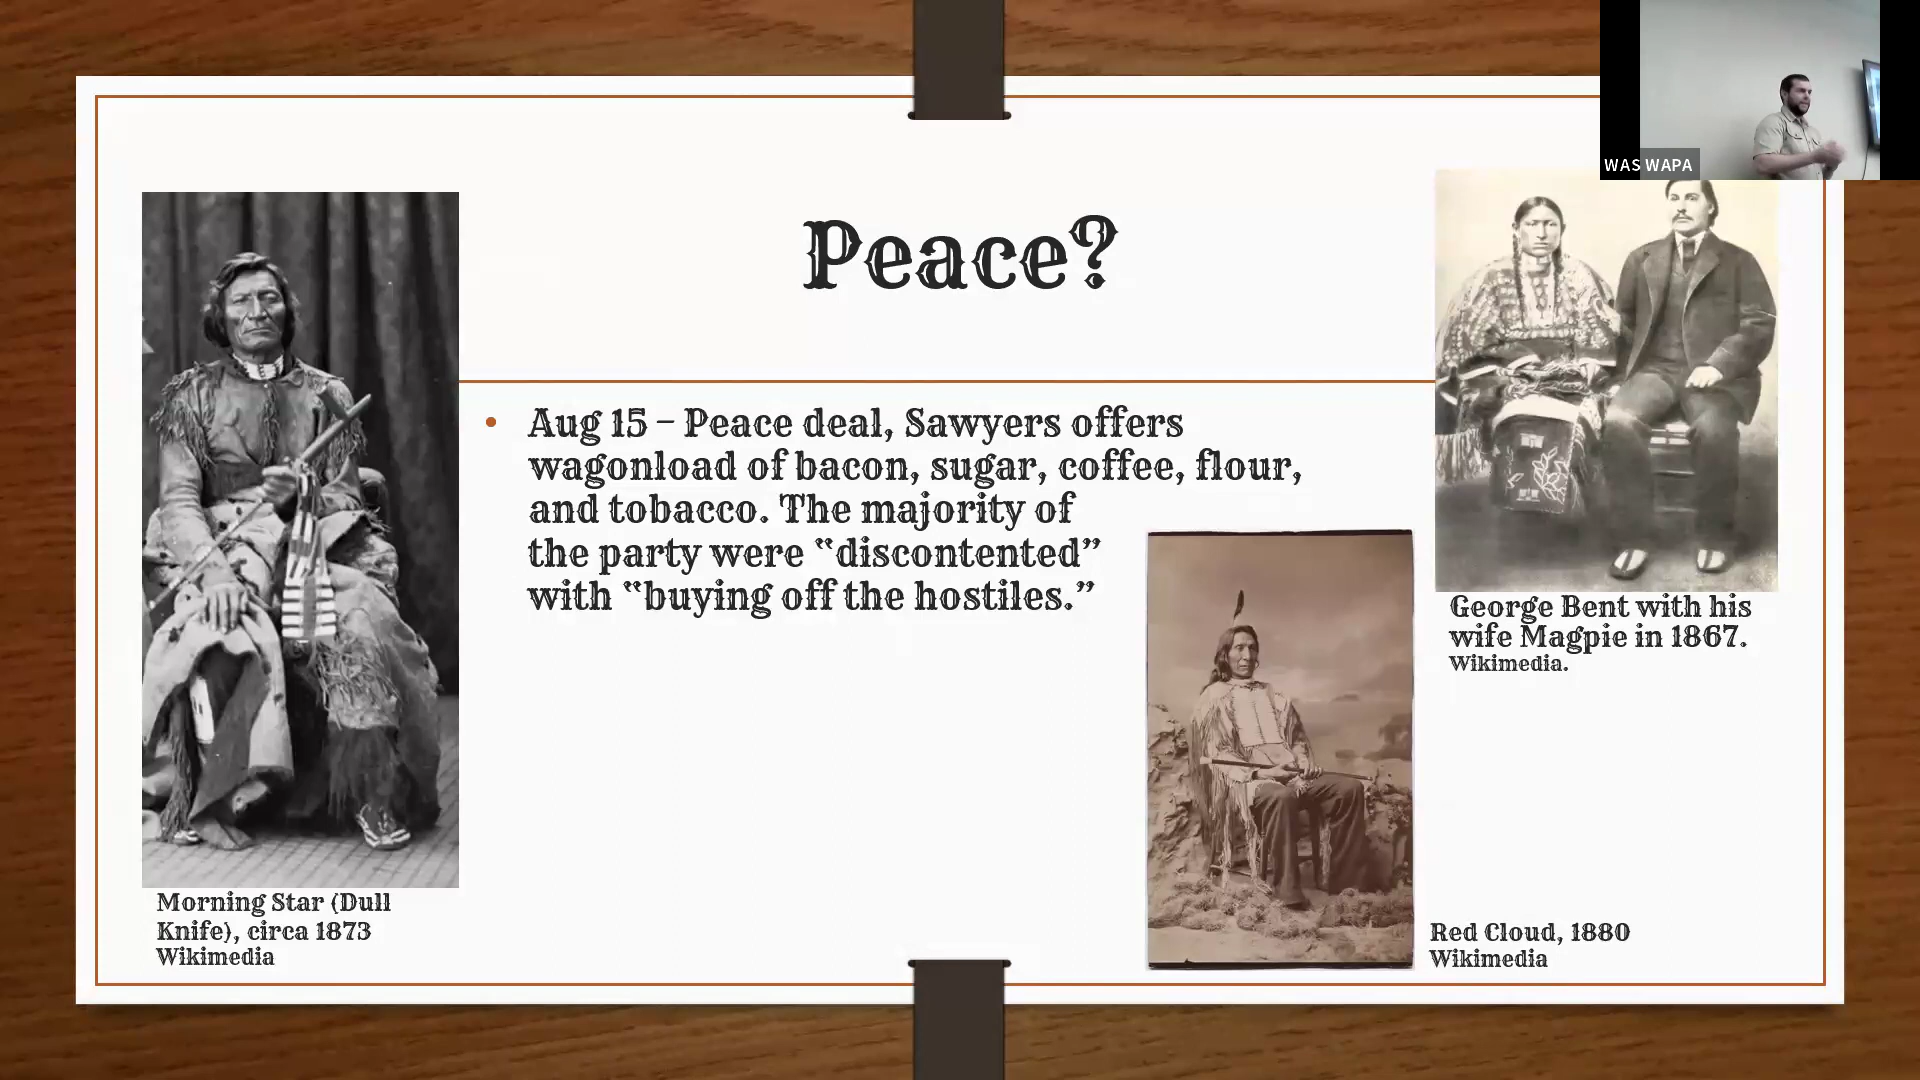 WAS WAPA
Peace?
• Aug 15 – Peace deal, Sawyers offers
wagonload of bacon, sugar, coffee, flour,
and tobacco. The majority of
the party were “discontented”
with “buying off the hostiles.”
George Bent with his
wife Magpie in 1867.
Wikimedia.
Morning Star (Dull
Knife), circa 1873
Wikimedia
Red Cloud, 1880
Wikimedia